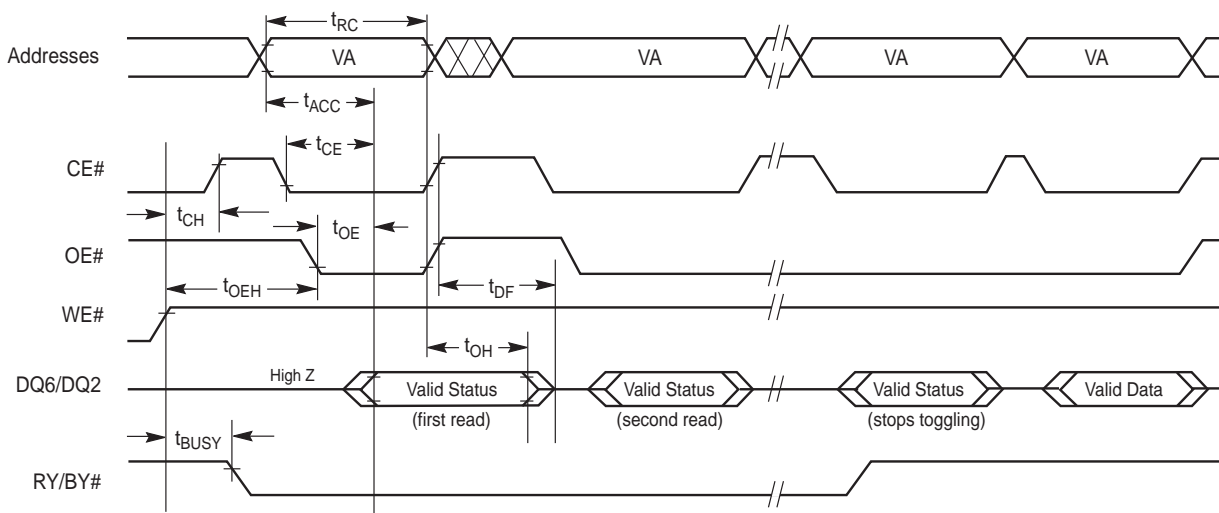 tRC
Addresses VA VA VA VA
tACC
tCE
CE#
tCH tOE
OE#
tOEH tDF
WE#
tOH
DQ6/DQ2 High Z Valid Status Valid Status Valid Status Valid Data
(first read) (second read) (stops toggling)
tBUSY
RY/BY#